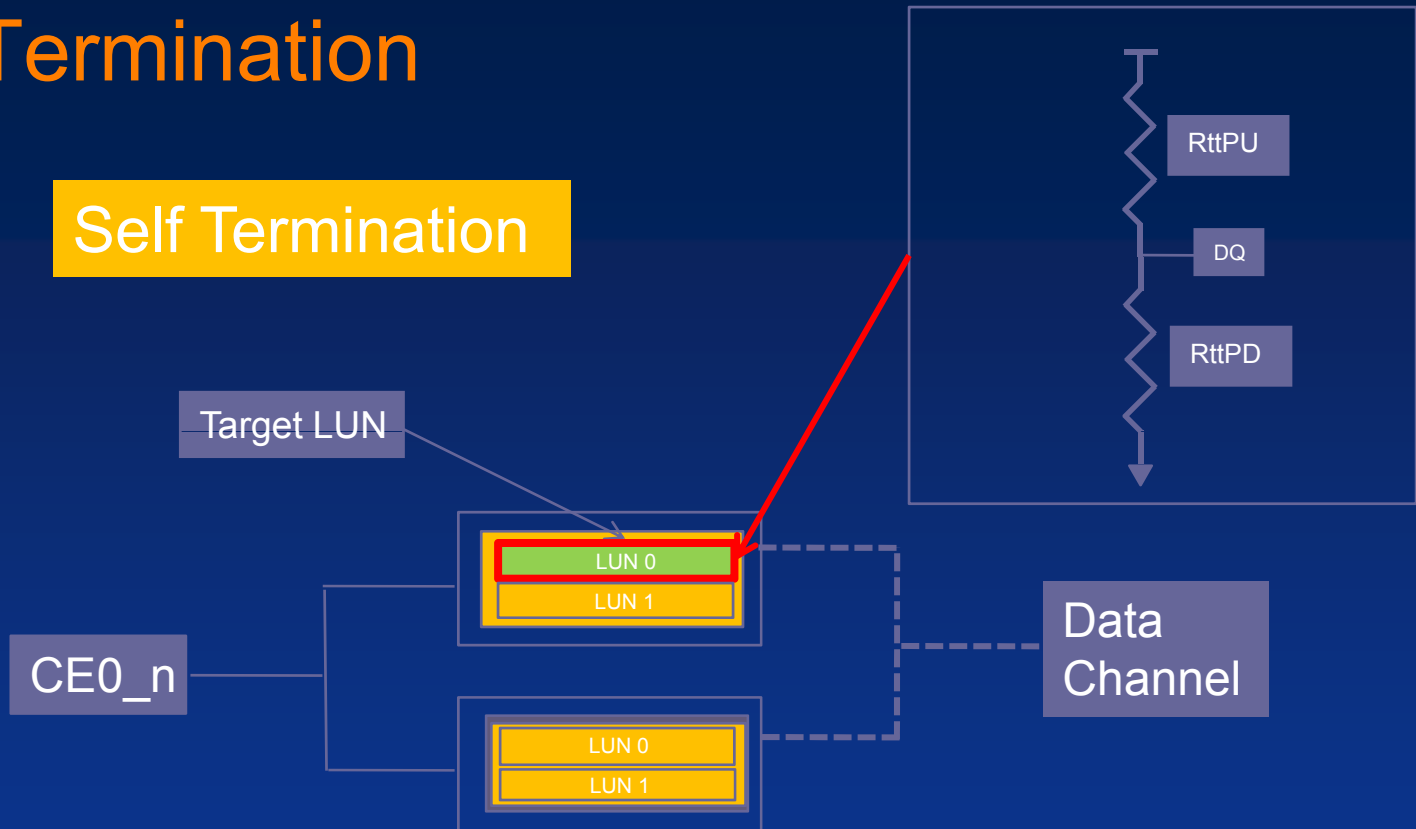 Termination
Self Termination
RttPU
DQ
RttPD
Target LUN
LUN 0
LUN 1
CE0_n
Data
Channel
LUN 0
LUN 1